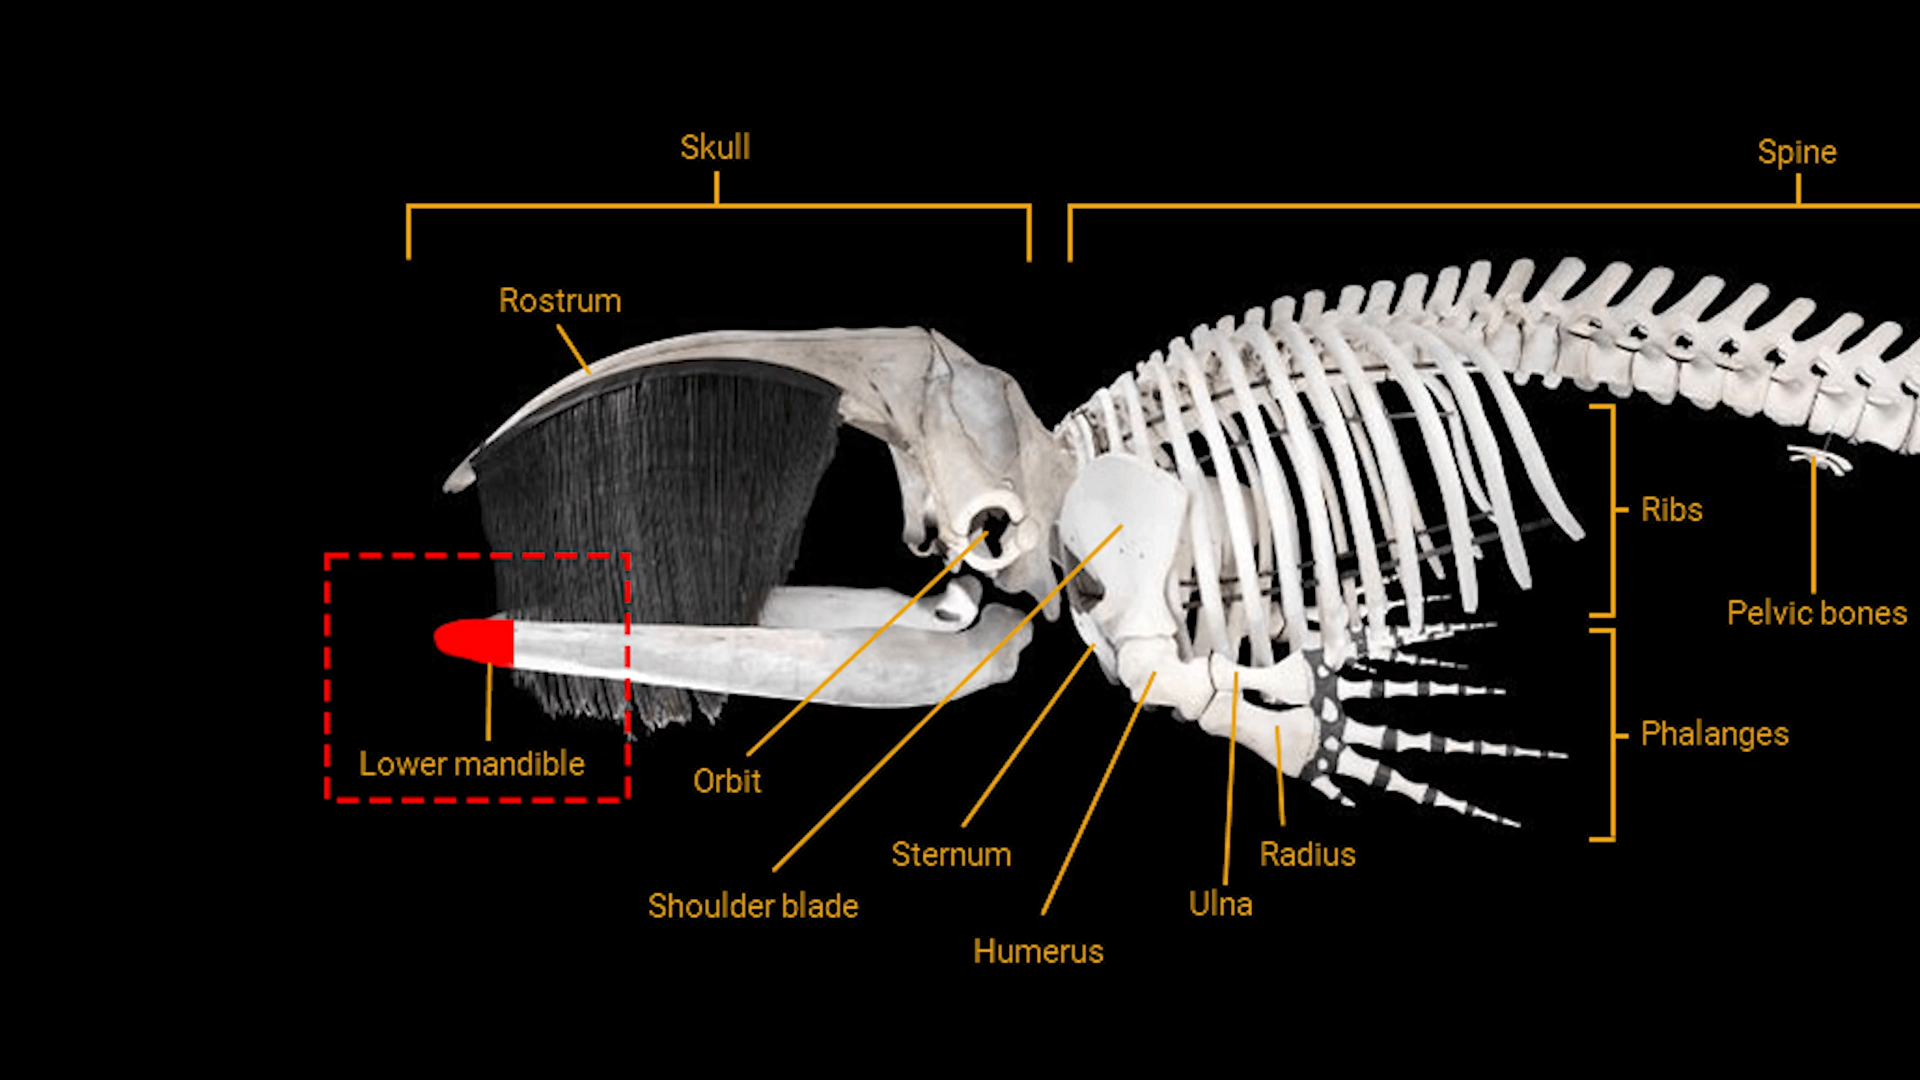 Skull
Spine
Rostrum
Ribs
Pelvic bones
Phalanges
Lower mandible
Orbit
Sternum
Radius
Shoulder blade
Ulna
Humerus